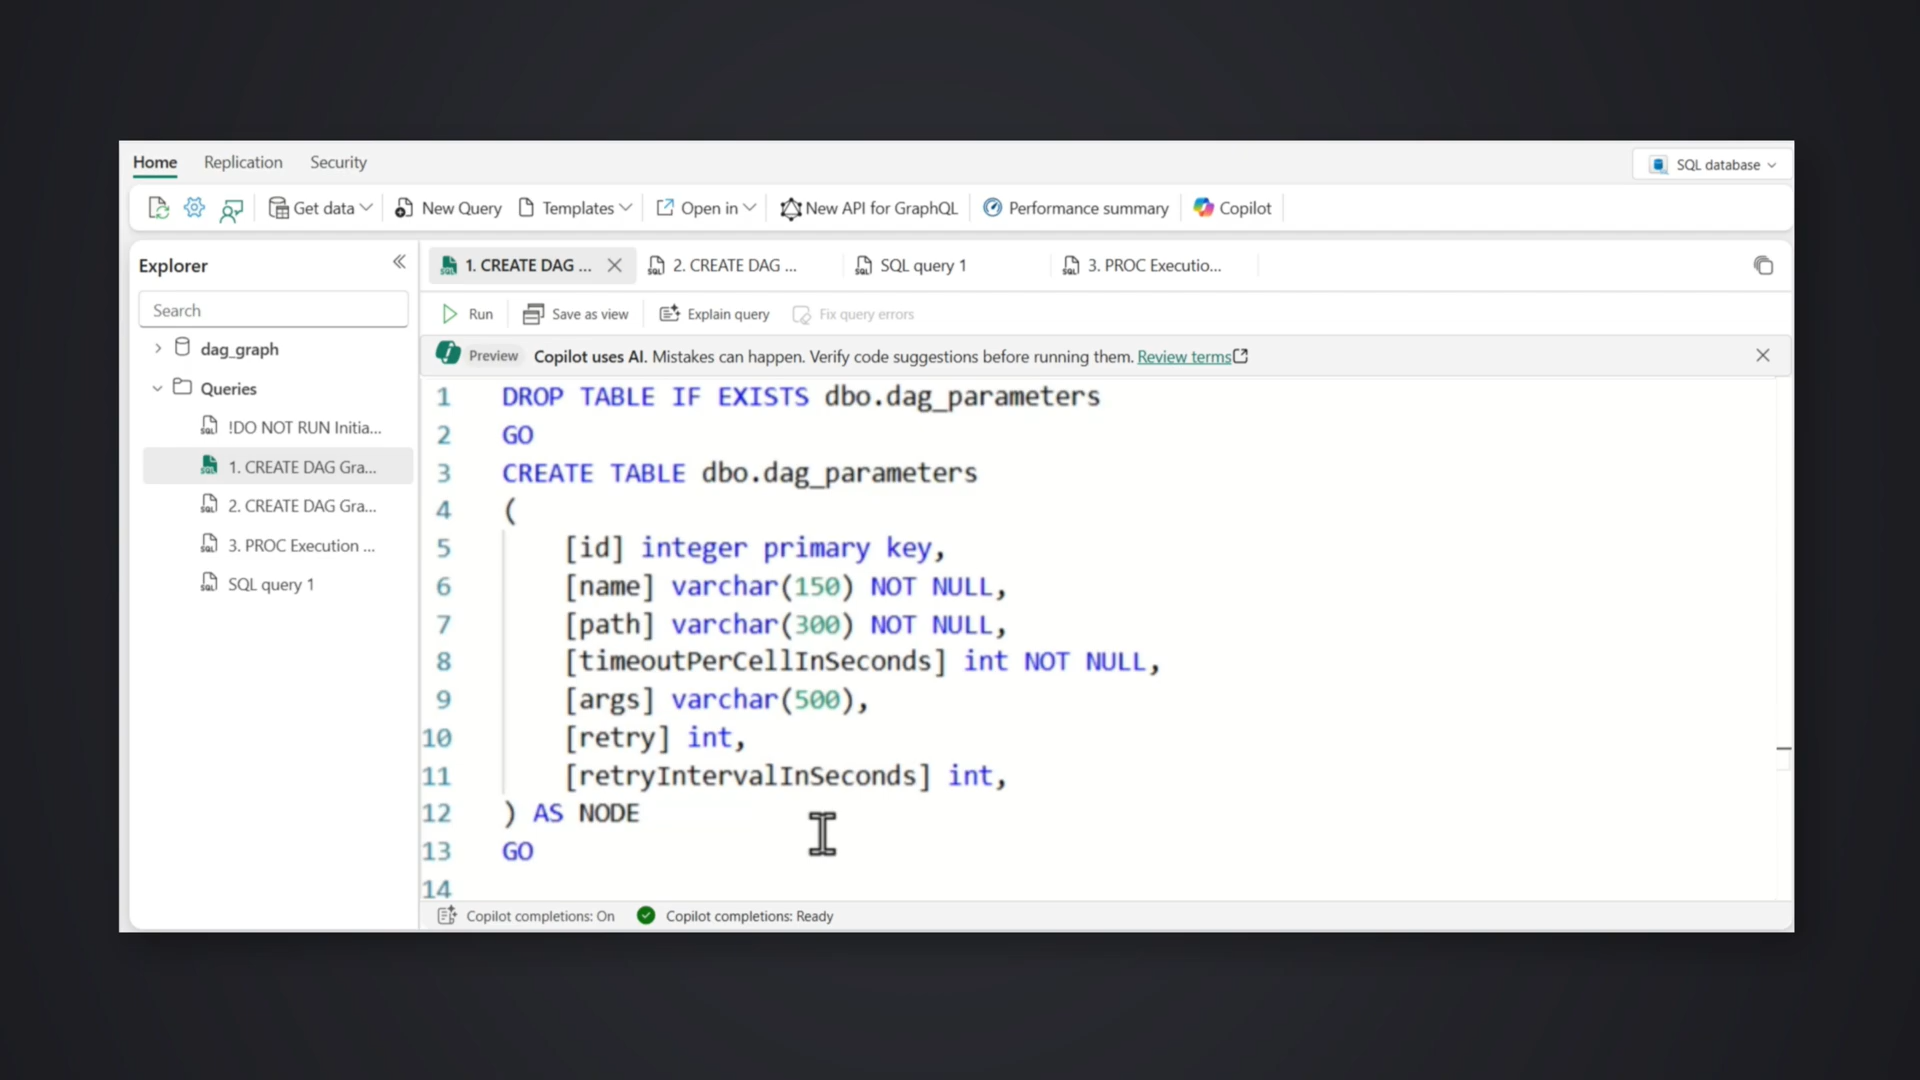 Home Replication Security SQL database
Get data New Query Templates Open in New API for GraphQL Performance summary Copilot
Explorer
Search
dag_graph
Queries
!DO NOT RUN Initia...
1. CREATE DAG Gra...
2. CREATE DAG Gra...
3. PROC Execution ...
SQL query 1
1. CREATE DAG ... 2. CREATE DAG ... SQL query 1 3. PROC Executio...
Run Save as view Explain query Fix query errors
Preview Copilot uses AI. Mistakes can happen. Verify code suggestions before running them. Review terms
1 DROP TABLE IF EXISTS dbo.dag_parameters
2 GO
3 CREATE TABLE dbo.dag_parameters
4 (
5 [id] integer primary key,
6 [name] varchar(150) NOT NULL,
7 [path] varchar(300) NOT NULL,
8 [timeoutPerCellInSeconds] int NOT NULL,
9 [args] varchar(500),
10 [retry] int,
11 [retryIntervalInSeconds] int,
12 ) AS NODE
13 GO
14
Copilot completions: On Copilot completions: Ready